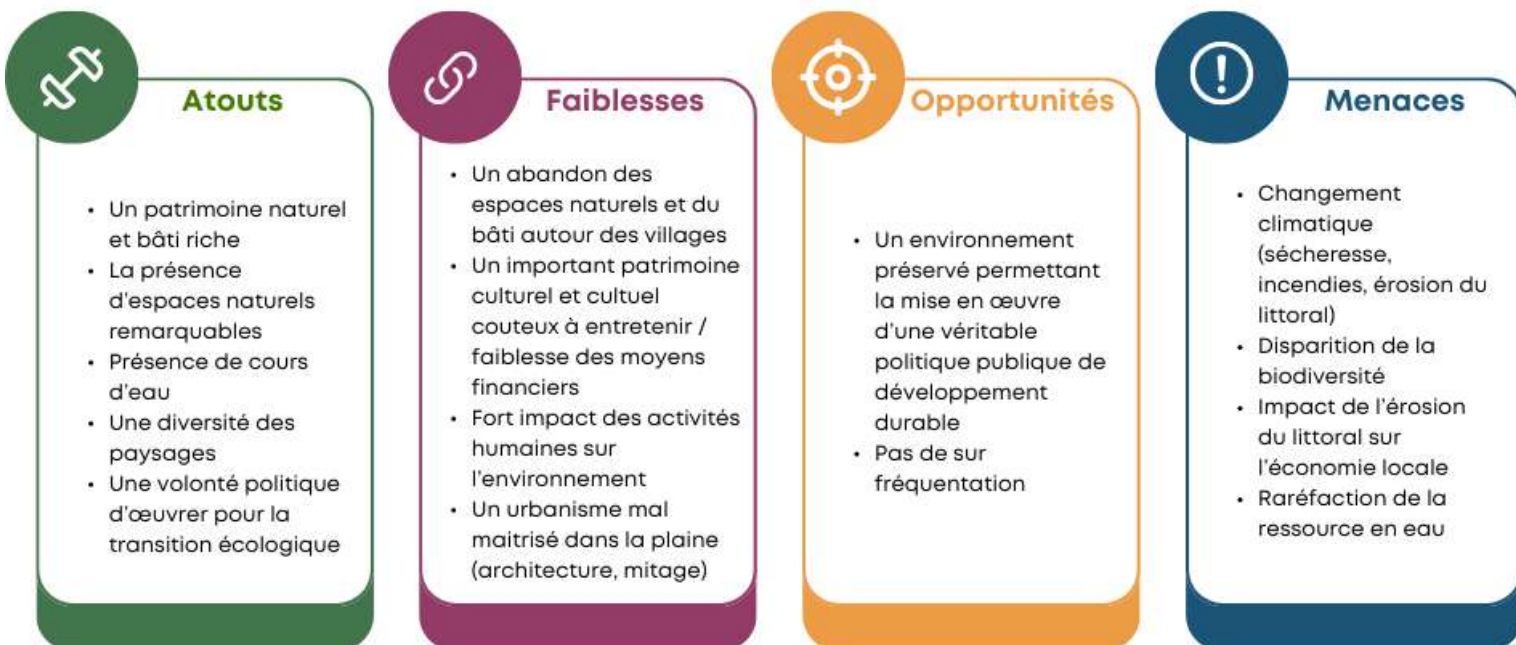 Atouts
• Un patrimoine naturel
et bâti riche
• La présence
d'espaces naturels
remarquables
• Présence de cours
d'eau
• Une diversité des
paysages
• Une volonté politique
d'œuvrer pour la
transition écologique
Faiblesses
• Un abandon des
espaces naturels et du
bâti autour des villages
• Un important patrimoine
culturel et cultuel
couteux à entretenir /
faiblesse des moyens
financiers
• Fort impact des activités
humaines sur
l'environnement
• Un urbanisme mal
maitrisé dans la plaine
(architecture, mitage)
Opportunités
• Un environnement
préservé permettant
la mise en œuvre
d'une véritable
politique publique de
développement
durable
• Pas de sur
fréquentation
Menaces
• Changement
climatique
(sécheresse,
incendies, érosion du
littoral)
• Disparition de la
biodiversité
• Impact de l'érosion
du littoral sur
l'économie locale
• Raréfaction de la
ressource en eau